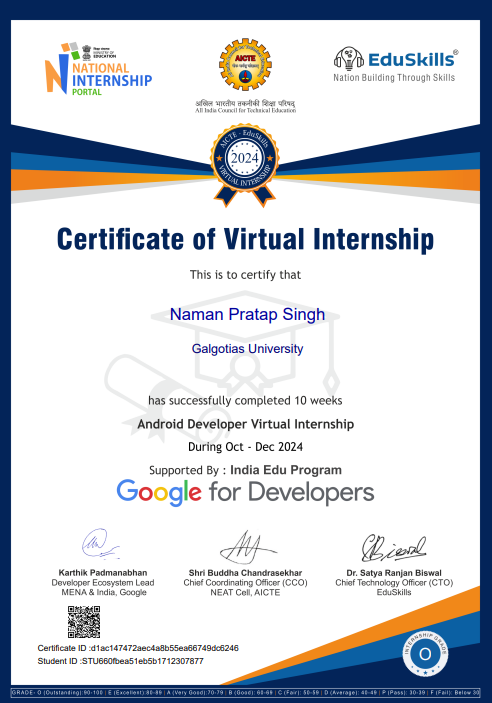 विद्या मंत्रालय
MINISTRY OF
EDUCATION
NATIONAL
INTERNSHIP
PORTAL
AICTE
अखिल भारतीय तकनीकी शिक्षा परिषद्
All India Council for Technical Education
EduSkills®
Nation Building Through Skills
AICTE - EduSkills
2024
VIRTUAL INTERNSHIP
Certificate of Virtual Internship
This is to certify that
Naman Pratap Singh
Galgotias University
has successfully completed 10 weeks
Android Developer Virtual Internship
During Oct - Dec 2024
Supported By : India Edu Program
Google for Developers
Karthik Padmanabhan
Developer Ecosystem Lead
MENA & India, Google
Shri Buddha Chandrasekhar
Chief Coordinating Officer (CCO)
NEAT Cell, AICTE
Dr. Satya Ranjan Biswal
Chief Technology Officer (CTO)
EduSkills
Certificate ID :d1ac147472aec4a8b55ea66749dc6246
Student ID :STU660fbea51eb5b1712307877
INTERNSHIP GRADE
O
GRADE- O (Outstanding):90-100 | E (Excellent):80-89 | A (Very Good):70-79 | B (Good): 60-69 | C (Fair): 50-59 | D (Average): 40-49 | P (Pass): 30-39 | F (Fail): Below 30